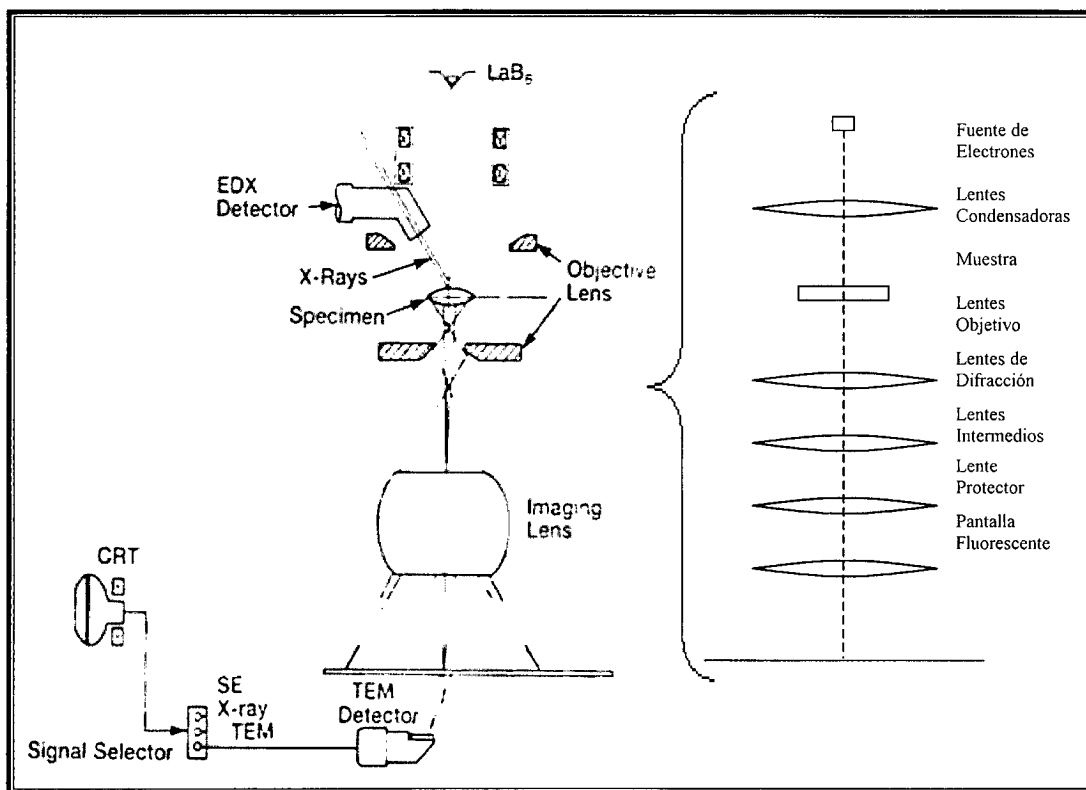 LaB₆
EDX
Detector
X-Rays
Specimen
Objective
Lens
Imaging
Lens
CRT
SE
X-ray
TEM
Signal Selector
TEM
Detector
Fuente de
Electrones
Lentes
Condensadoras
Muestra
Lentes
Objetivo
Lentes de
Difracción
Lentes
Intermedios
Lente
Protector
Pantalla
Fluorescente